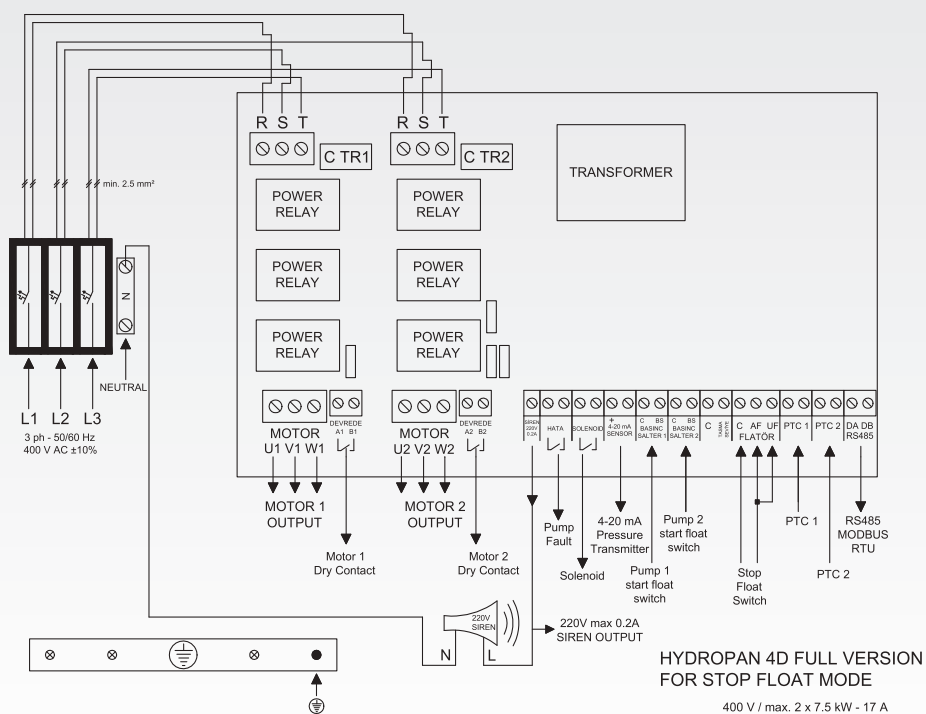 R S T
R S T
C TR1
C TR2
TRANSFORMER
min. 2.5 mm²
POWER
RELAY
POWER
RELAY
POWER
RELAY
POWER
RELAY
POWER
RELAY
POWER
RELAY
N
NEUTRAL
L1 L2 L3
3 ph - 50/60 Hz
400 V AC ±10%
MOTOR
U1 V1 W1
DEVREDE
A1 B1
MOTOR
U2 V2 W2
DEVREDE
A2 B2
SIREN
220V
0.2A
HATA
SOLENOID
+
4-20 mA
SENSOR
C BS
BASINC
SALTER 1
C BS
BASINC
SALTER 2
C
C AF UF
FLATÖR
PTC 1
PTC 2
DA DB
RS485
MOTOR 1
OUTPUT
Motor 1
Dry Contact
MOTOR 2
OUTPUT
Motor 2
Dry Contact
Pump
Fault
Solenoid
4-20 mA
Pressure
Transmitter
Pump 1
start float
switch
Pump 2
start float
switch
Stop
Float
Switch
PTC 1
PTC 2
RS485
MODBUS
RTU
220V
SIREN
N
L
220V max 0.2A
SIREN OUTPUT
HYDROPAN 4D FULL VERSION
FOR STOP FLOAT MODE
400 V / max. 2 x 7.5 kW - 17 A